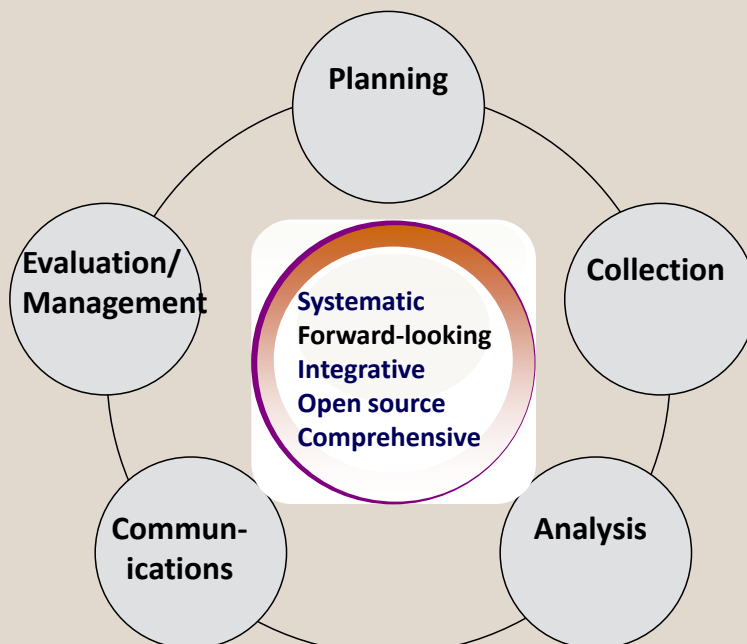 Planning
Collection
Evaluation/
Management
Systematic
Forward-looking
Integrative
Open source
Comprehensive
Analysis
Commun-
ications